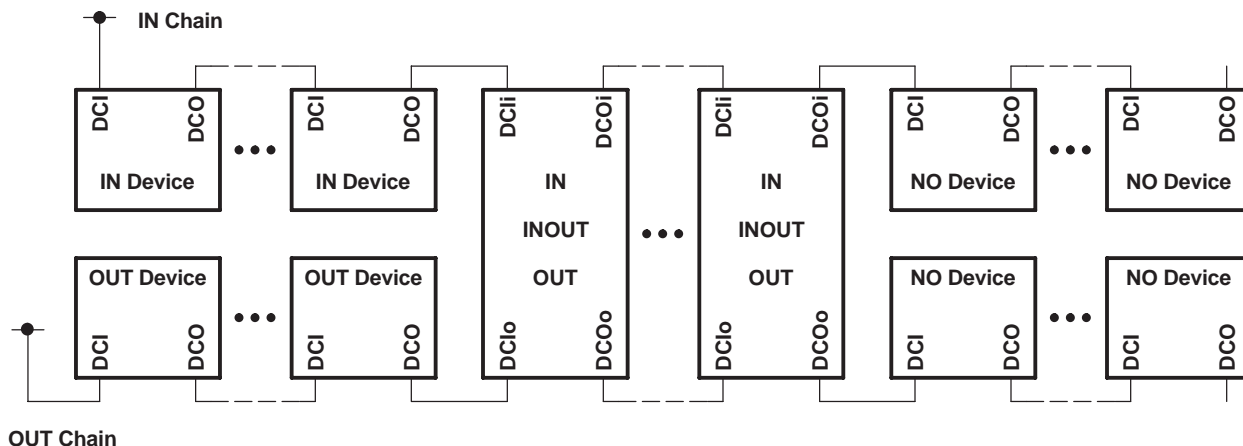 IN Chain
DCI DCO DCI DCO DCIi DCOi DCIi DCOi DCI DCO DCI DCO
IN Device IN Device IN IN NO Device NO Device
INOUT INOUT
OUT Device OUT Device OUT OUT NO Device NO Device
DCI DCO DCI DCO DCIo DCOo DCIo DCOo DCI DCO DCI DCO
OUT Chain